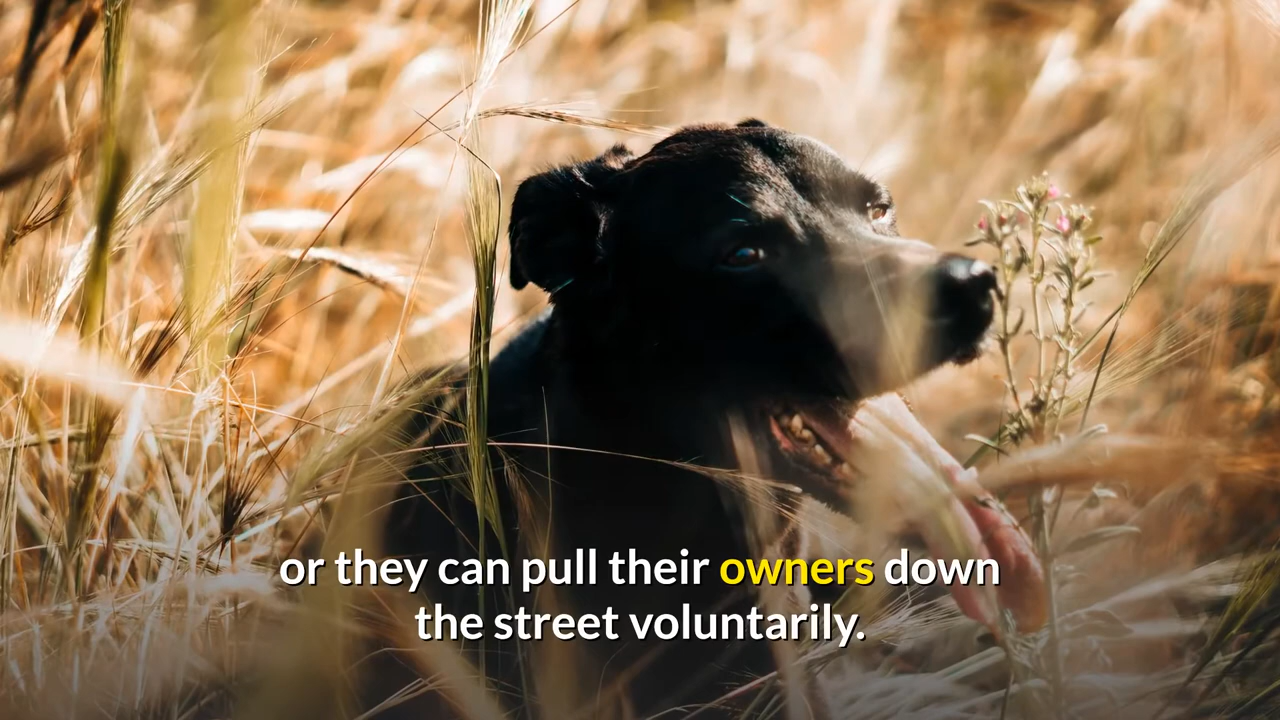 or they can pull their owners down
the street voluntarily.